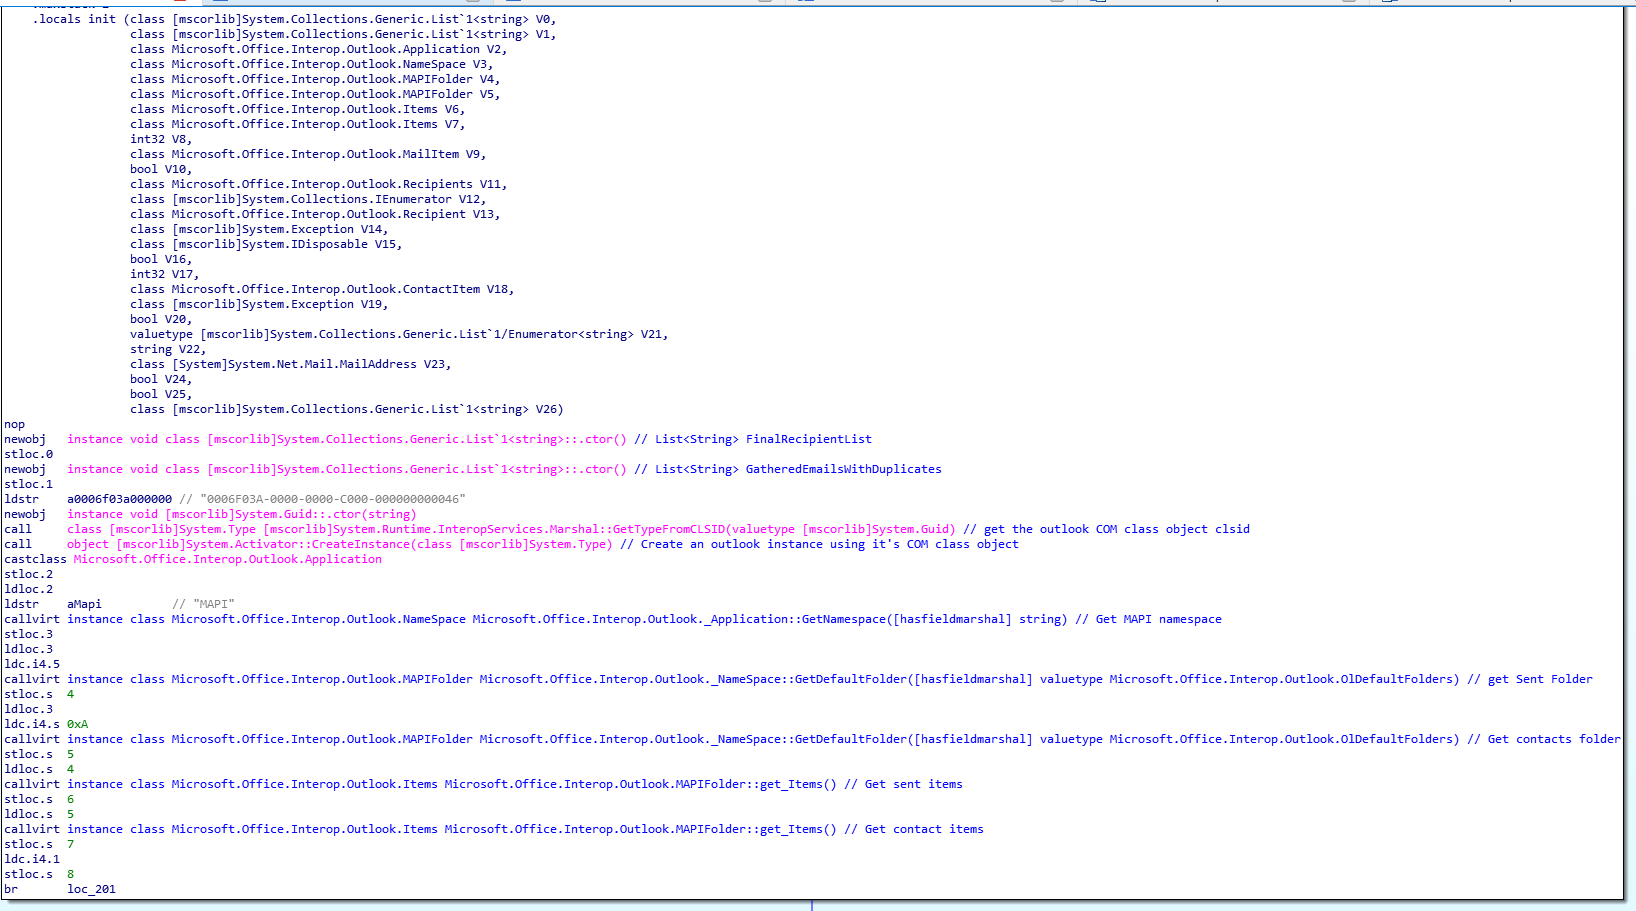 .locals init (class [mscorlib]System.Collections.Generic.List`1<string> V0,
class [mscorlib]System.Collections.Generic.List`1<string> V1,
class Microsoft.Office.Interop.Outlook.Application V2,
class Microsoft.Office.Interop.Outlook.NameSpace V3,
class Microsoft.Office.Interop.Outlook.MAPIFolder V4,
class Microsoft.Office.Interop.Outlook.MAPIFolder V5,
class Microsoft.Office.Interop.Outlook.Items V6,
class Microsoft.Office.Interop.Outlook.Items V7,
int32 V8,
class Microsoft.Office.Interop.Outlook.MailItem V9,
bool V10,
class Microsoft.Office.Interop.Outlook.Recipients V11,
class [mscorlib]System.Collections.IEnumerator V12,
class Microsoft.Office.Interop.Outlook.Recipient V13,
class [mscorlib]System.Exception V14,
class [mscorlib]System.IDisposable V15,
bool V16,
int32 V17,
class Microsoft.Office.Interop.Outlook.ContactItem V18,
class [mscorlib]System.Exception V19,
bool V20,
valuetype [mscorlib]System.Collections.Generic.List`1/Enumerator<string> V21,
string V22,
class [System]System.Net.Mail.MailAddress V23,
bool V24,
bool V25,
class [mscorlib]System.Collections.Generic.List`1<string> V26)
nop
newobj instance void class [mscorlib]System.Collections.Generic.List`1<string>::.ctor() // List<String> FinalRecipientList
stloc.0
newobj instance void class [mscorlib]System.Collections.Generic.List`1<string>::.ctor() // List<String> GatheredEmailsWithDuplicates
stloc.1
ldstr a0006f03a000000 // "0006F03A-0000-0000-C000-000000000046"
newobj instance void [mscorlib]System.Guid::.ctor(string)
call class [mscorlib]System.Type [mscorlib]System.Runtime.InteropServices.Marshal::GetTypeFromCLSID(valuetype [mscorlib]System.Guid) // get the outlook COM class object clsid
call object [mscorlib]System.Activator::CreateInstance(class [mscorlib]System.Type) // Create an outlook instance using it's COM class object
castclass Microsoft.Office.Interop.Outlook.Application
stloc.2
ldloc.2
ldstr aMapi // "MAPI"
callvirt instance class Microsoft.Office.Interop.Outlook.NameSpace Microsoft.Office.Interop.Outlook._Application::GetNamespace([hasfieldmarshal] string) // Get MAPI namespace
stloc.3
ldloc.3
ldc.i4.5
callvirt instance class Microsoft.Office.Interop.Outlook.MAPIFolder Microsoft.Office.Interop.Outlook._NameSpace::GetDefaultFolder([hasfieldmarshal] valuetype Microsoft.Office.Interop.Outlook.OlDefaultFolders) // get Sent Folder
stloc.s 4
ldloc.3
ldc.i4.s 0xA
callvirt instance class Microsoft.Office.Interop.Outlook.MAPIFolder Microsoft.Office.Interop.Outlook._NameSpace::GetDefaultFolder([hasfieldmarshal] valuetype Microsoft.Office.Interop.Outlook.OlDefaultFolders) // Get contacts folder
stloc.s 5
ldloc.s 4
callvirt instance class Microsoft.Office.Interop.Outlook.Items Microsoft.Office.Interop.Outlook.MAPIFolder::get_Items() // Get sent items
stloc.s 6
ldloc.s 5
callvirt instance class Microsoft.Office.Interop.Outlook.Items Microsoft.Office.Interop.Outlook.MAPIFolder::get_Items() // Get contact items
stloc.s 7
ldc.i4.1
stloc.s 8
br loc_201